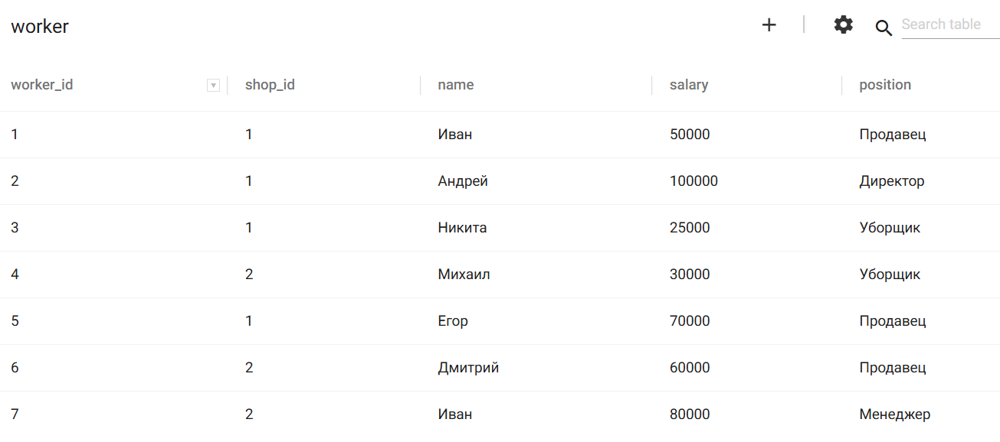 worker
Search table
worker_id shop_id name salary position
1 1 Иван 50000 Продавец
2 1 Андрей 100000 Директор
3 1 Никита 25000 Уборщик
4 2 Михаил 30000 Уборщик
5 1 Егор 70000 Продавец
6 2 Дмитрий 60000 Продавец
7 2 Иван 80000 Менеджер